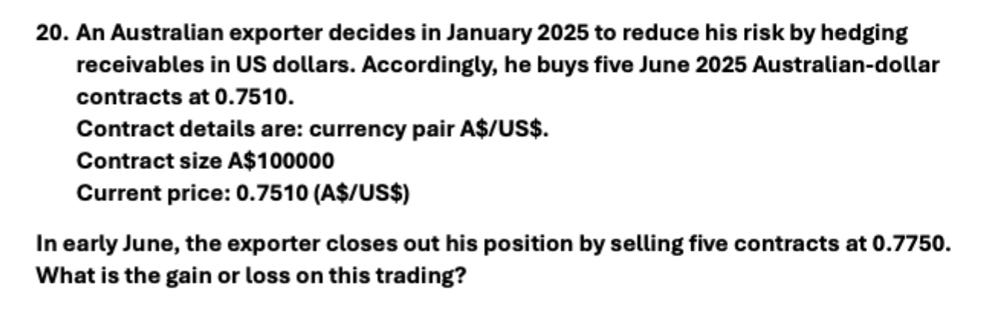 20. An Australian exporter decides in January 2025 to reduce his risk by hedging
receivables in US dollars. Accordingly, he buys five June 2025 Australian-dollar
contracts at 0.7510.
Contract details are: currency pair A$/US$.
Contract size A$100000
Current price: 0.7510 (A$/US$)
In early June, the exporter closes out his position by selling five contracts at 0.7750.
What is the gain or loss on this trading?